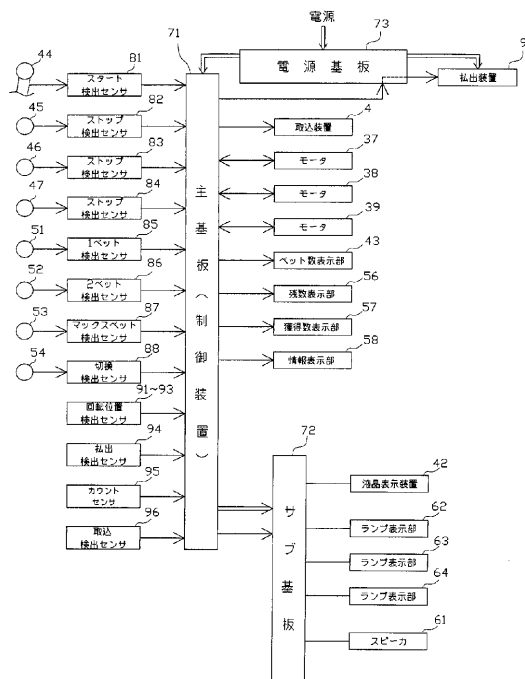 電源
73
電源基板
9
払出装置
44
81
スタート
検出センサ
71
主基板(制御装置)
45
82
ストップ
検出センサ
4
取込装置
46
83
ストップ
検出センサ
37
モータ
47
84
ストップ
検出センサ
38
モータ
51
85
1ベット
検出センサ
39
モータ
52
86
2ベット
検出センサ
43
ベット数表示部
53
87
マックスベット
検出センサ
56
残数表示部
54
88
切換
検出センサ
57
獲得数表示部
58
情報表示部
91~93
回転位置
検出センサ
94
払出
検出センサ
95
カウント
センサ
96
取込
検出センサ
72
サブ基板
42
液晶表示装置
62
ランプ表示部
63
ランプ表示部
64
ランプ表示部
61
スピーカ